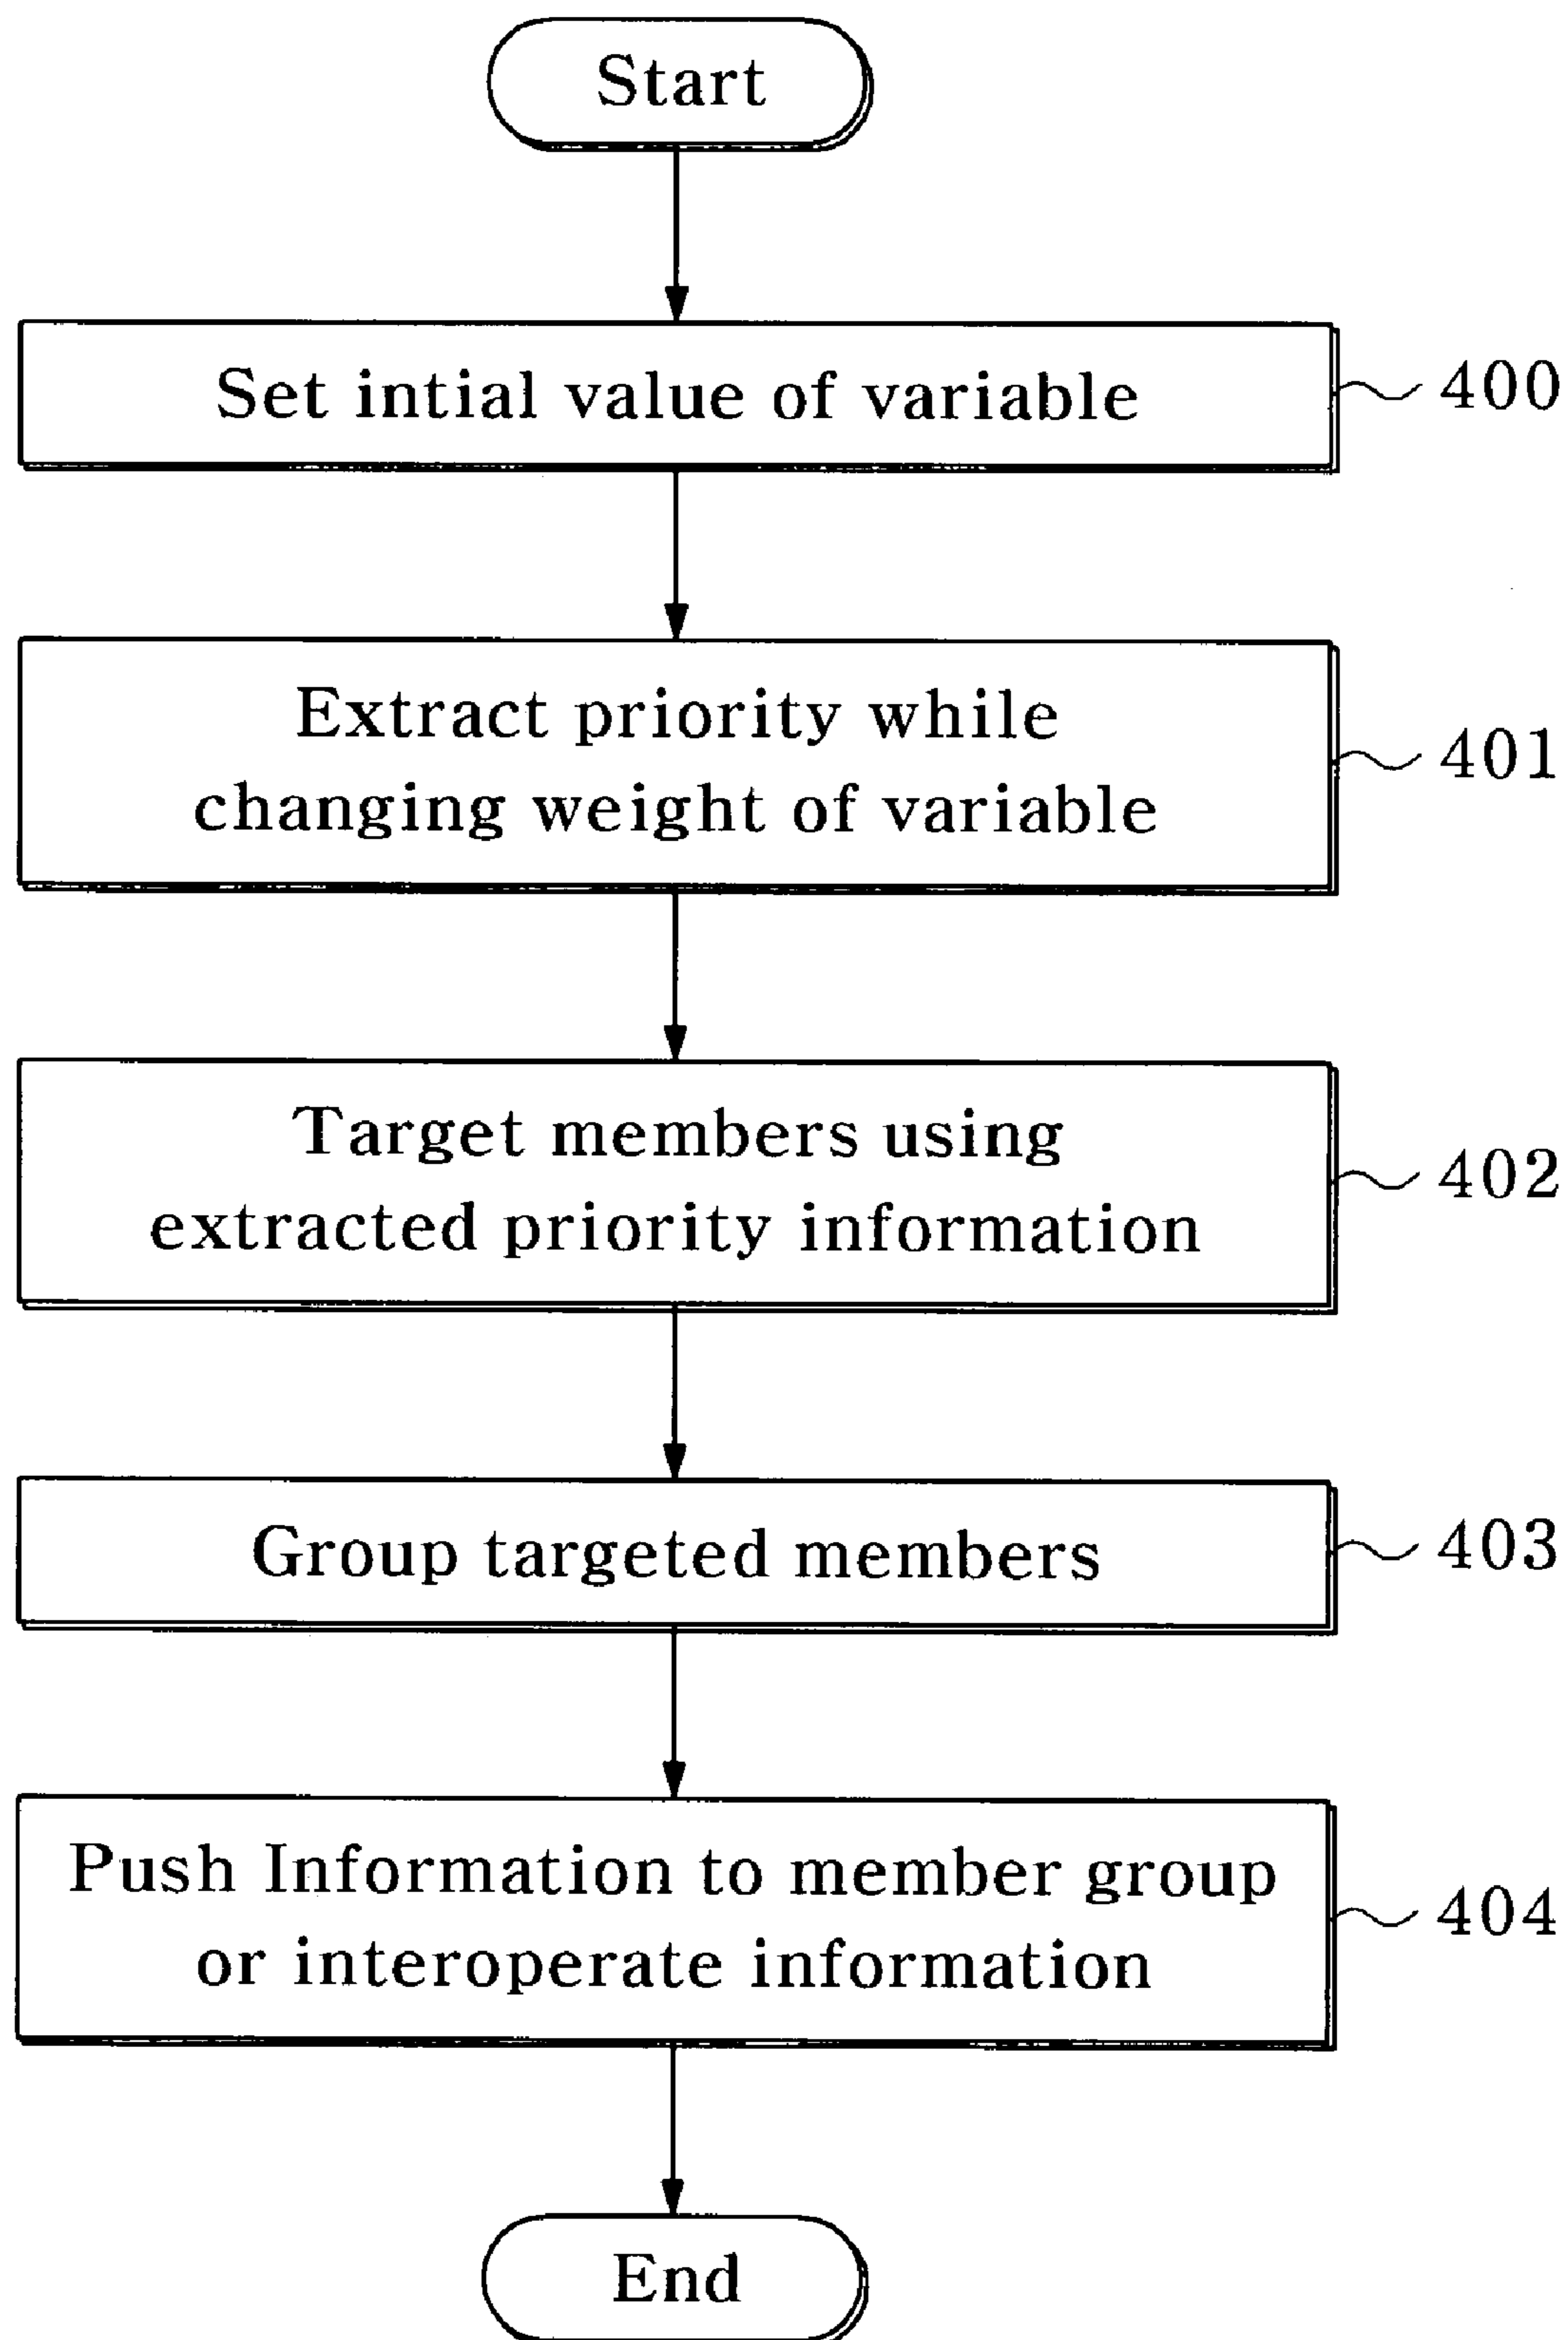 Start
Set intial value of variable
400
Extract priority while
changing weight of variable
401
Target members using
extracted priority information
402
Group targeted members
403
Push Information to member group
or interoperate information
404
End